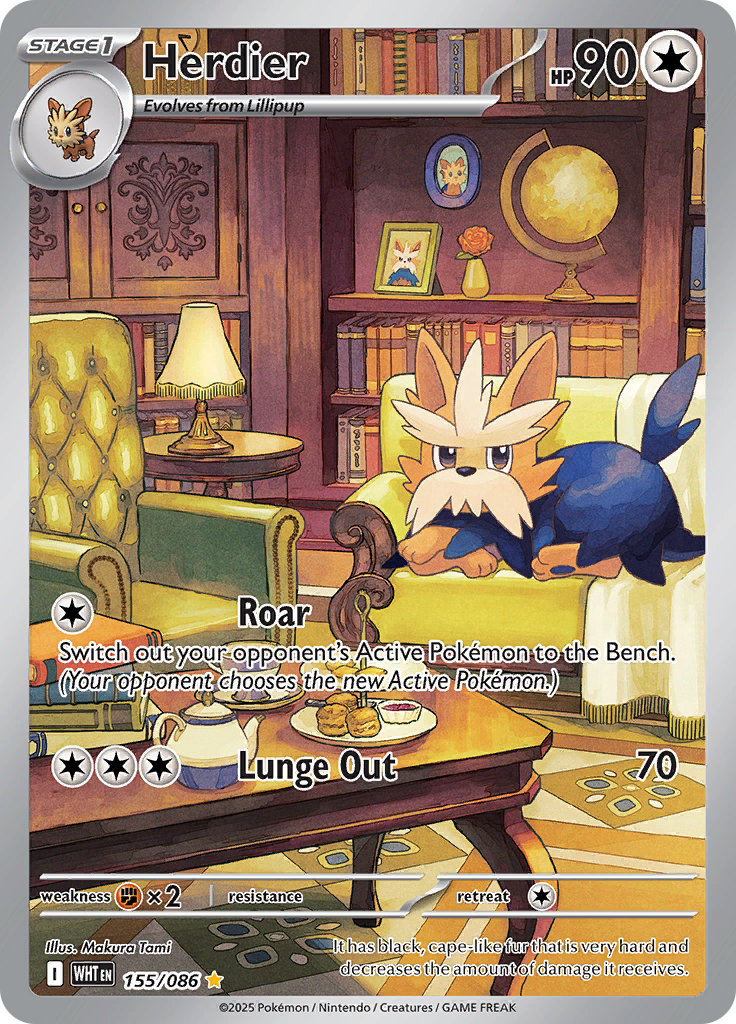 STAGE1
Herdier
HP 90
Evolves from Lillipup
Roar
Switch out your opponent's Active Pokémon to the Bench.
(Your opponent chooses the new Active Pokémon.)
Lunge Out 70
weakness ×2 resistance retreat
Illus. Makura Tami
It has black, cape-like fur that is very hard and
decreases the amount of damage it receives.
I WHT EN 155/086
©2025 Pokémon / Nintendo / Creatures / GAME FREAK